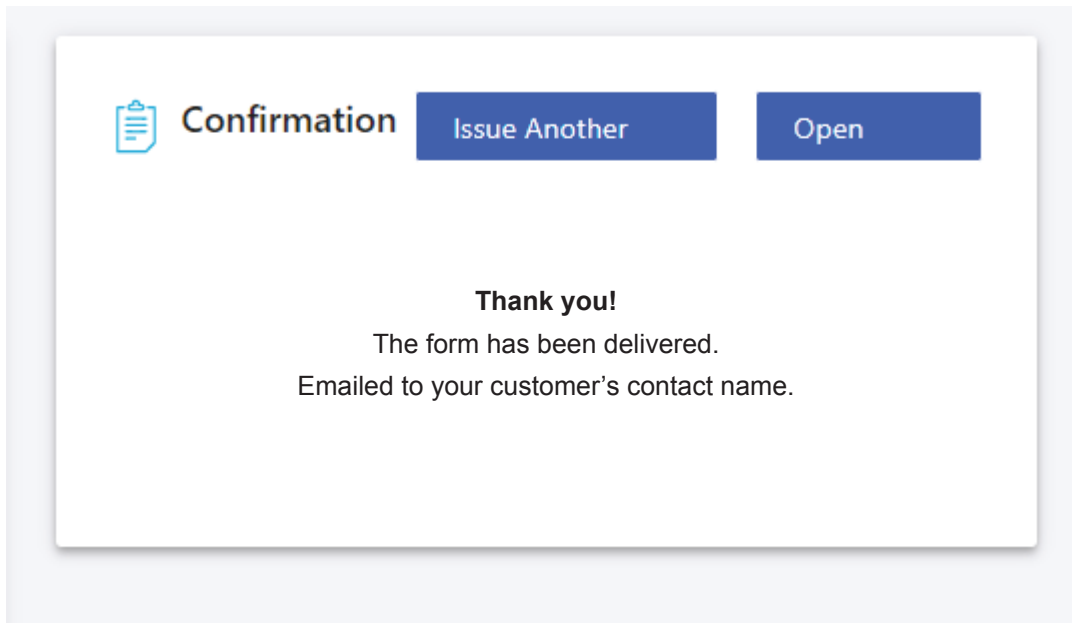 Confirmation Issue Another Open
Thank you!
The form has been delivered.
Emailed to your customer’s contact name.